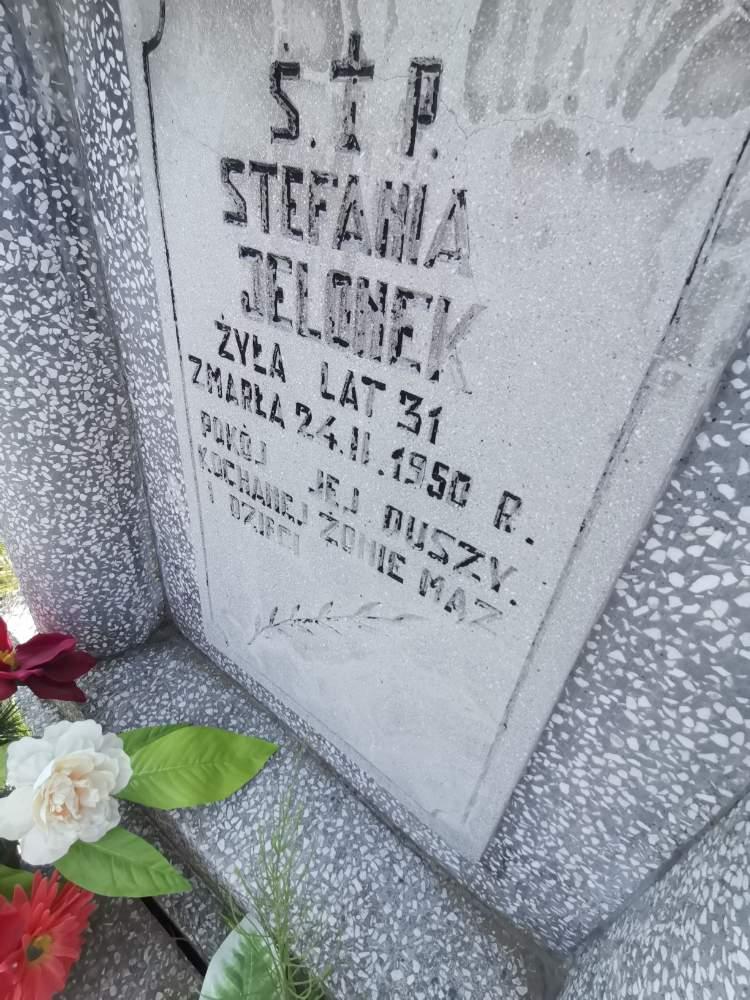 Ś. † P.
STEFANIA
JELONEK
ŻYŁA LAT 31
ZMARŁA 24.II.1950 R.
POKÓJ JEJ DUSZY.
KOCHANEJ ŻONIE MĄŻ
I DZIECI